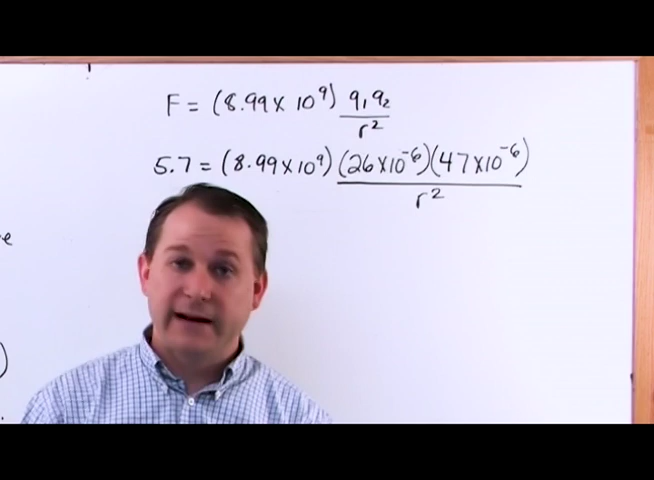 F = (8.99 × 10⁹) q₁q₂ / r²
5.7 = (8.99 × 10⁹) (26 × 10⁻⁶)(47 × 10⁻⁶) / r²
e
)